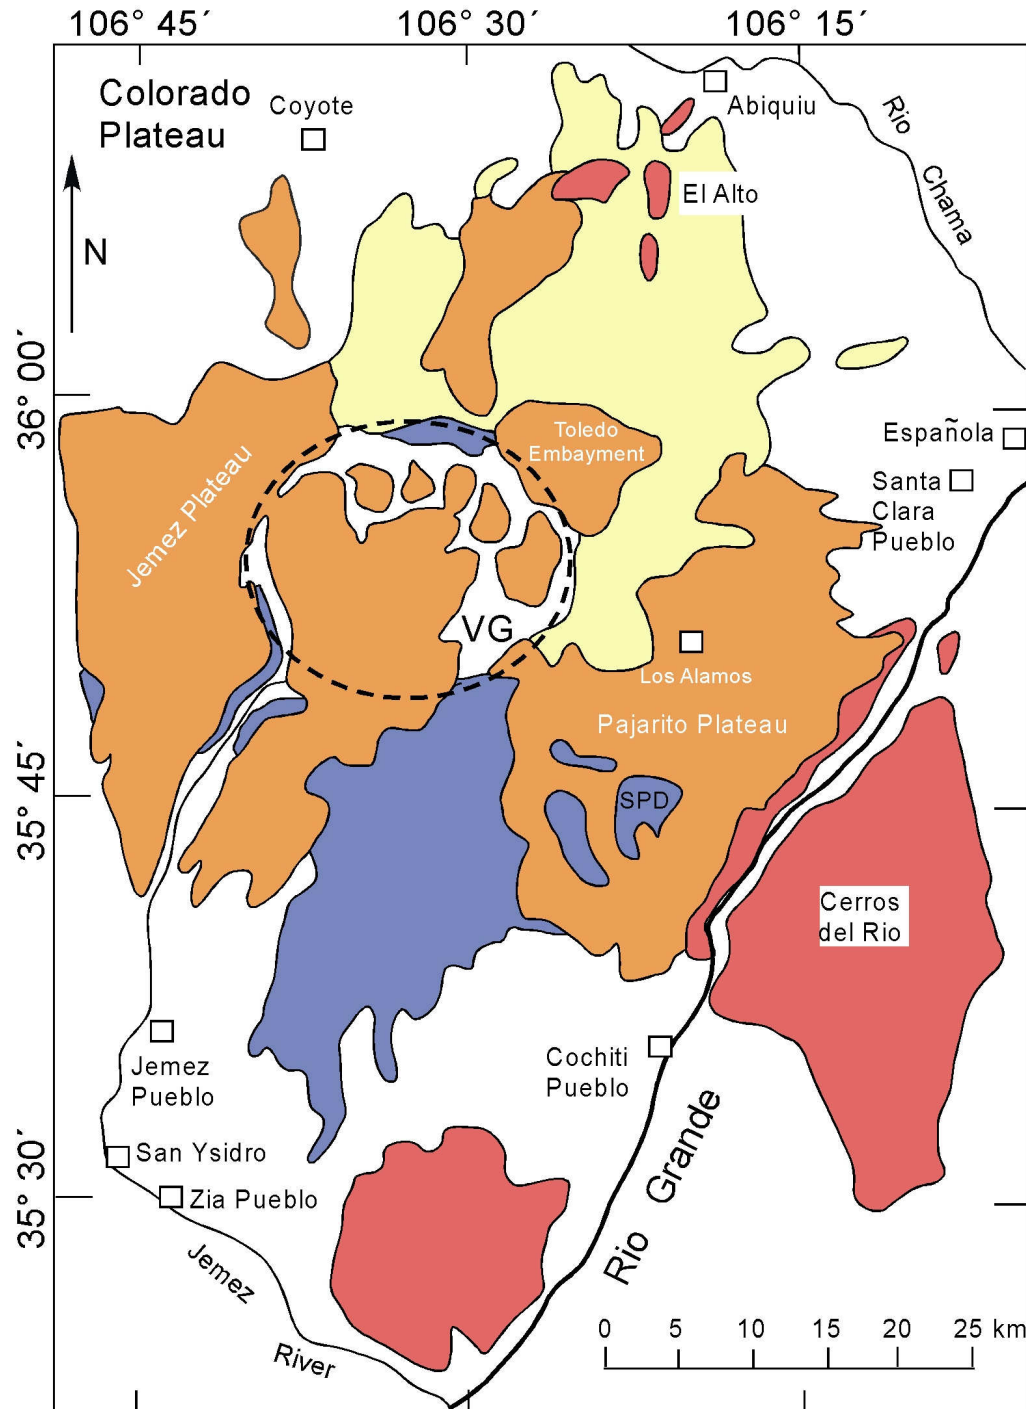 106° 45´
106° 30´
106° 15´
Colorado
Plateau
Coyote
Abiquiu
Rio
Chama
El Alto
N
36° 00´
Toledo
Embayment
Española
Santa
Clara
Pueblo
Jemez Plateau
VG
Los Alamos
Pajarito Plateau
35° 45´
SPD
Cerros
del Rio
Jemez
Pueblo
Cochiti
Pueblo
San Ysidro
Zia Pueblo
35° 30´
Rio Grande
Jemez
River
0 5 10 15 20 25 km